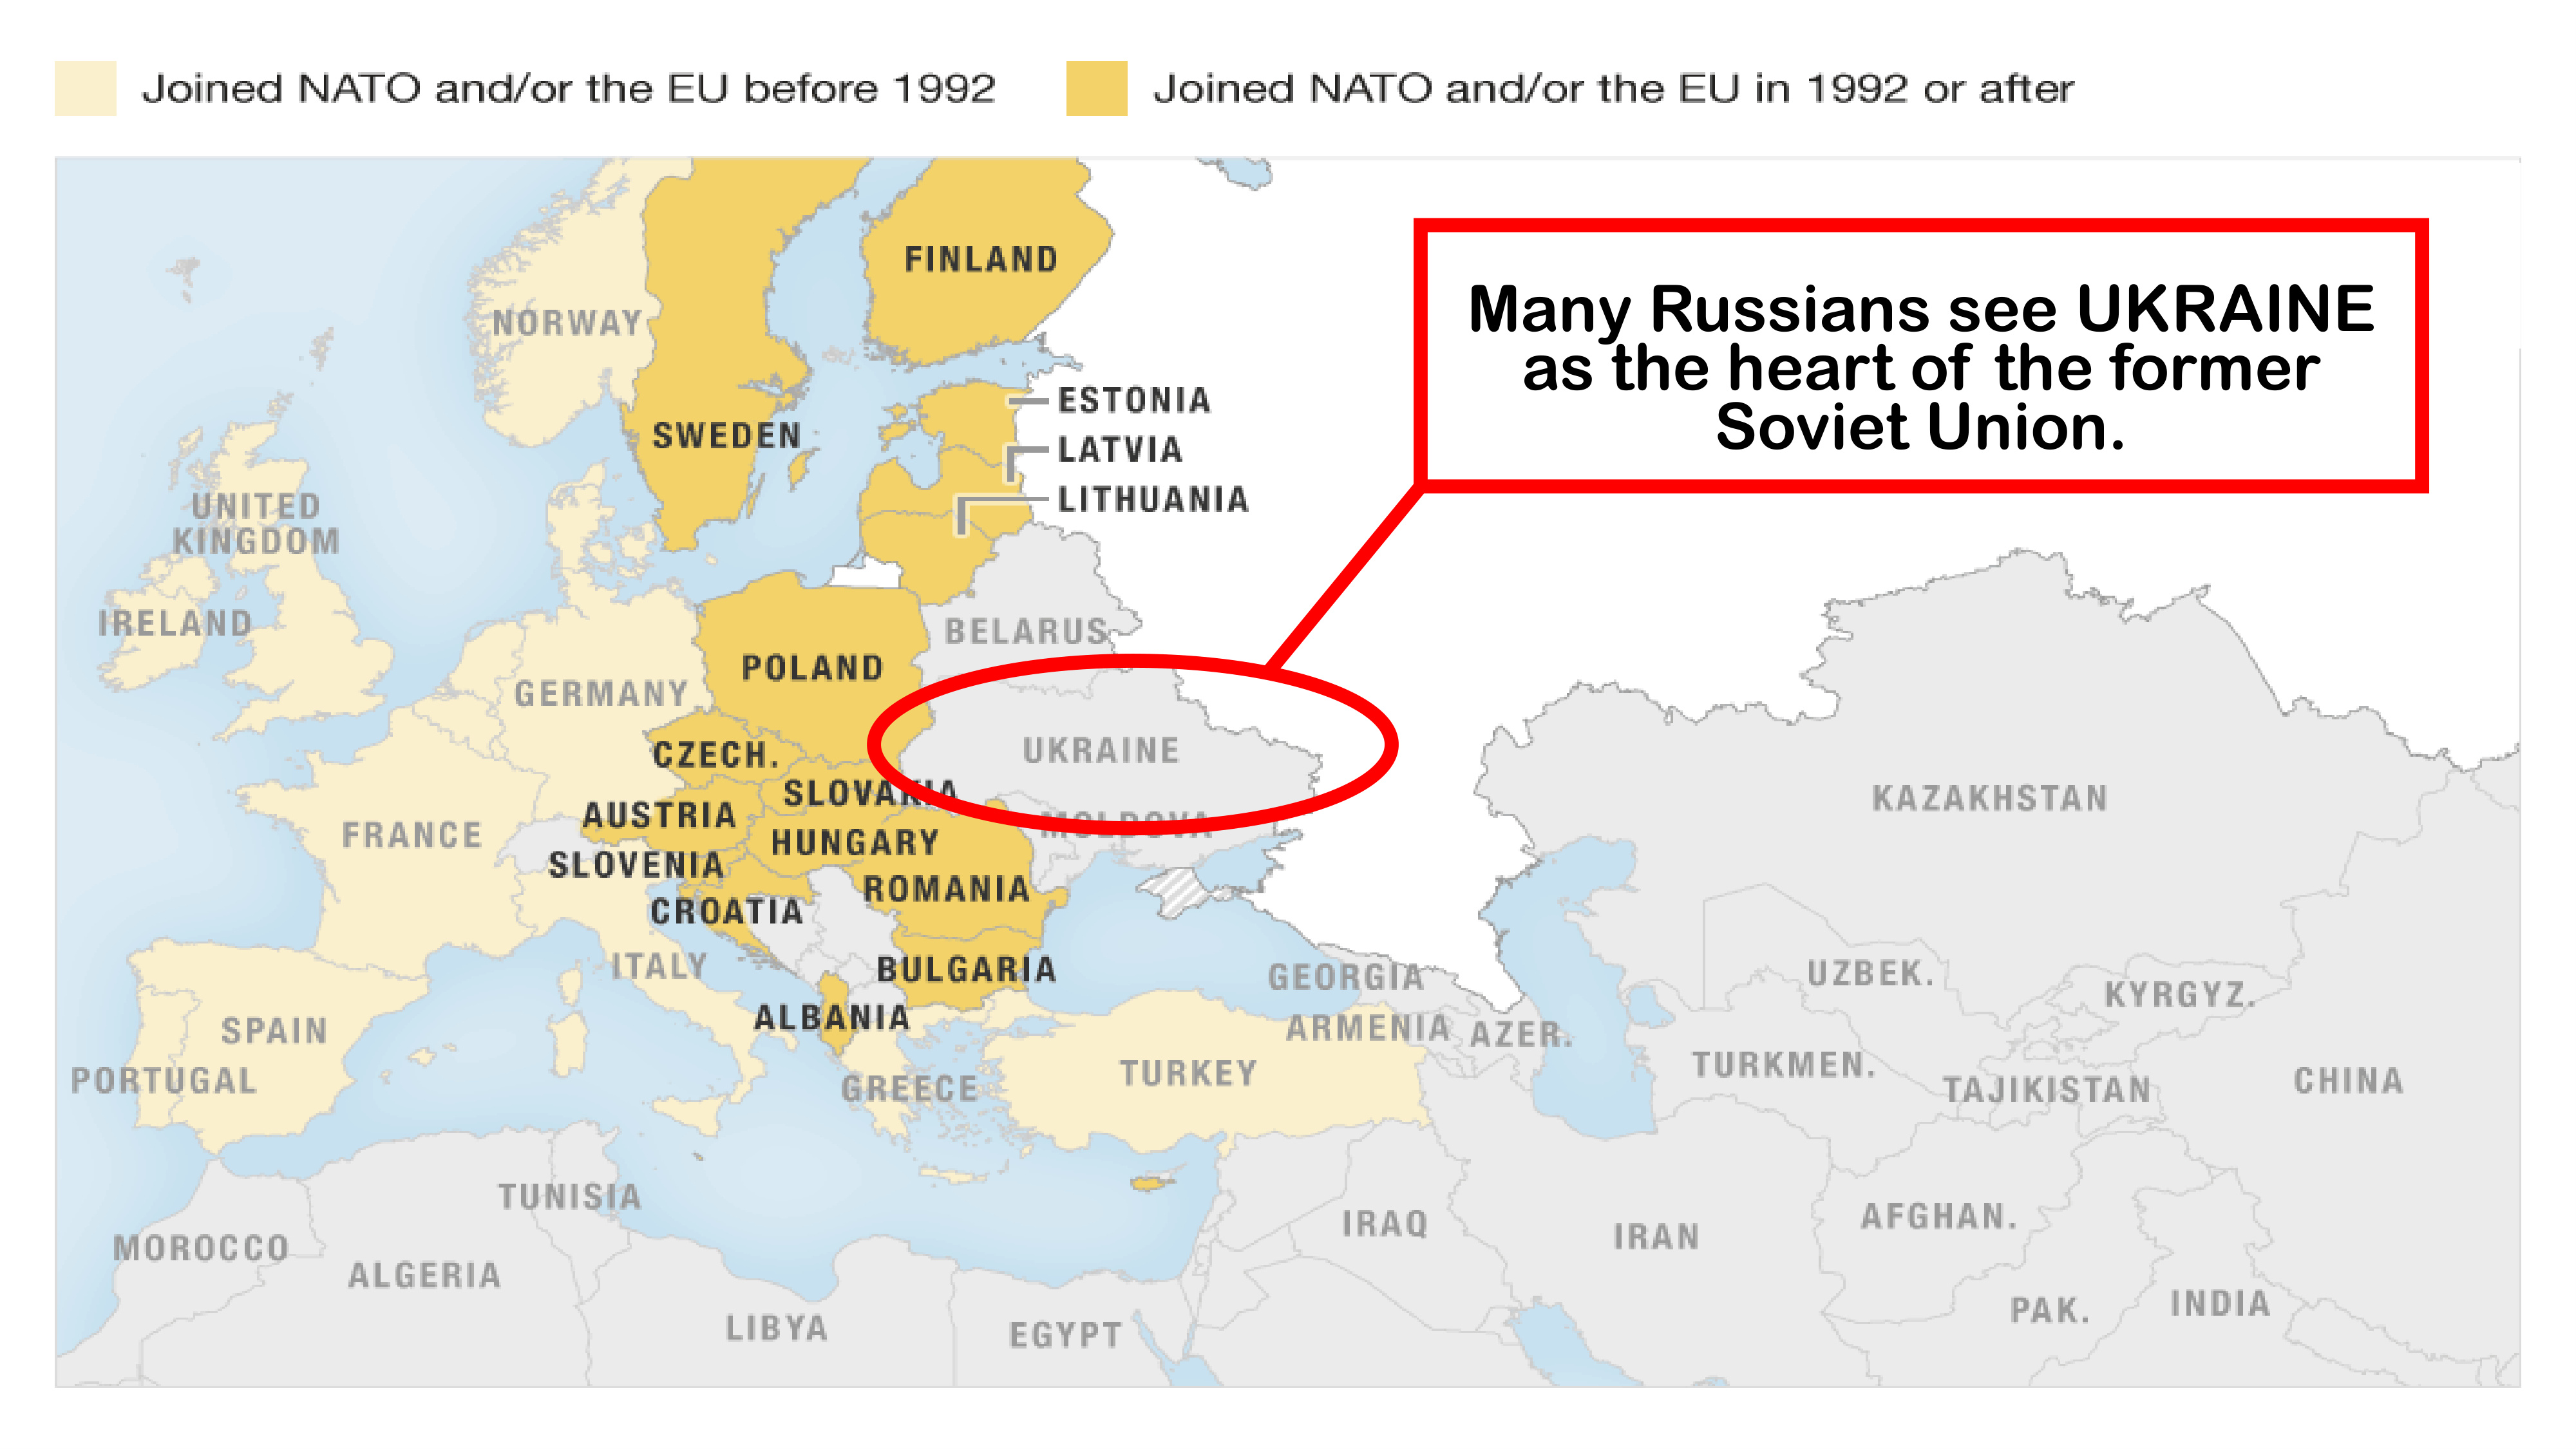 Joined NATO and/or the EU before 1992
Joined NATO and/or the EU in 1992 or after
Many Russians see UKRAINE
as the heart of the former
Soviet Union.
FINLAND
NORWAY
SWEDEN
ESTONIA
LATVIA
LITHUANIA
UNITED
KINGDOM
IRELAND
BELARUS
POLAND
GERMANY
UKRAINE
CZECH.
SLOVAKIA
KAZAKHSTAN
AUSTRIA
MOLDOVA
FRANCE
HUNGARY
SLOVENIA
ROMANIA
CROATIA
ITALY
BULGARIA
GEORGIA
UZBEK.
KYRGYZ.
ALBANIA
SPAIN
ARMENIA
AZER.
PORTUGAL
GREECE
TURKEY
TURKMEN.
TAJIKISTAN
CHINA
TUNISIA
MOROCCO
ALGERIA
IRAQ
IRAN
AFGHAN.
LIBYA
EGYPT
PAK.
INDIA